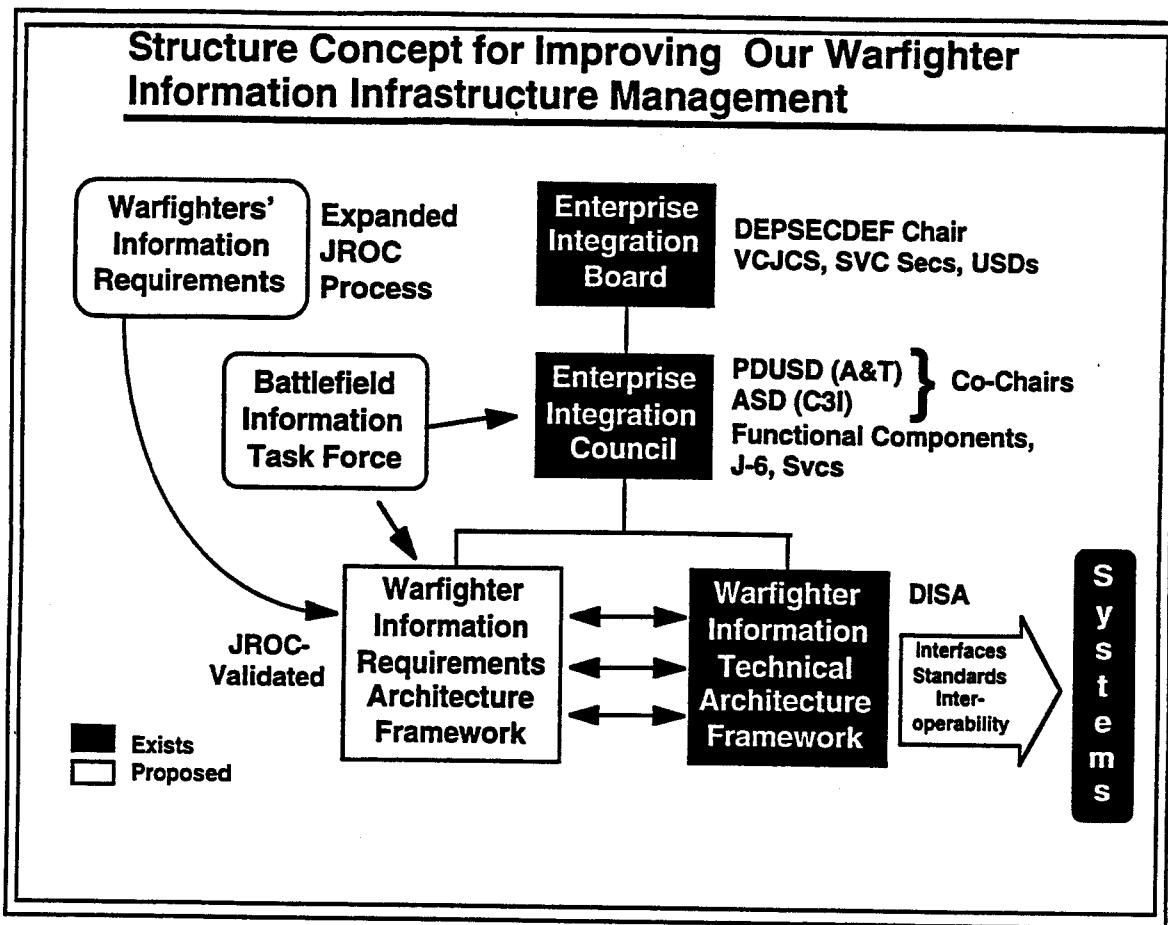 Structure Concept for Improving Our Warfighter
Information Infrastructure Management
Warfighters'
Information
Requirements
Expanded
JROC
Process
Enterprise
Integration
Board
DEPSECDEF Chair
VCJCS, SVC Secs, USDs
Battlefield
Information
Task Force
Enterprise
Integration
Council
PDUSD (A&T)
ASD (C3I)
} Co-Chairs
Functional Components,
J-6, Svcs
JROC-
Validated
Warfighter
Information
Requirements
Architecture
Framework
Warfighter
Information
Technical
Architecture
Framework
DISA
Interfaces
Standards
Inter-
operability
Systems
Exists
Proposed